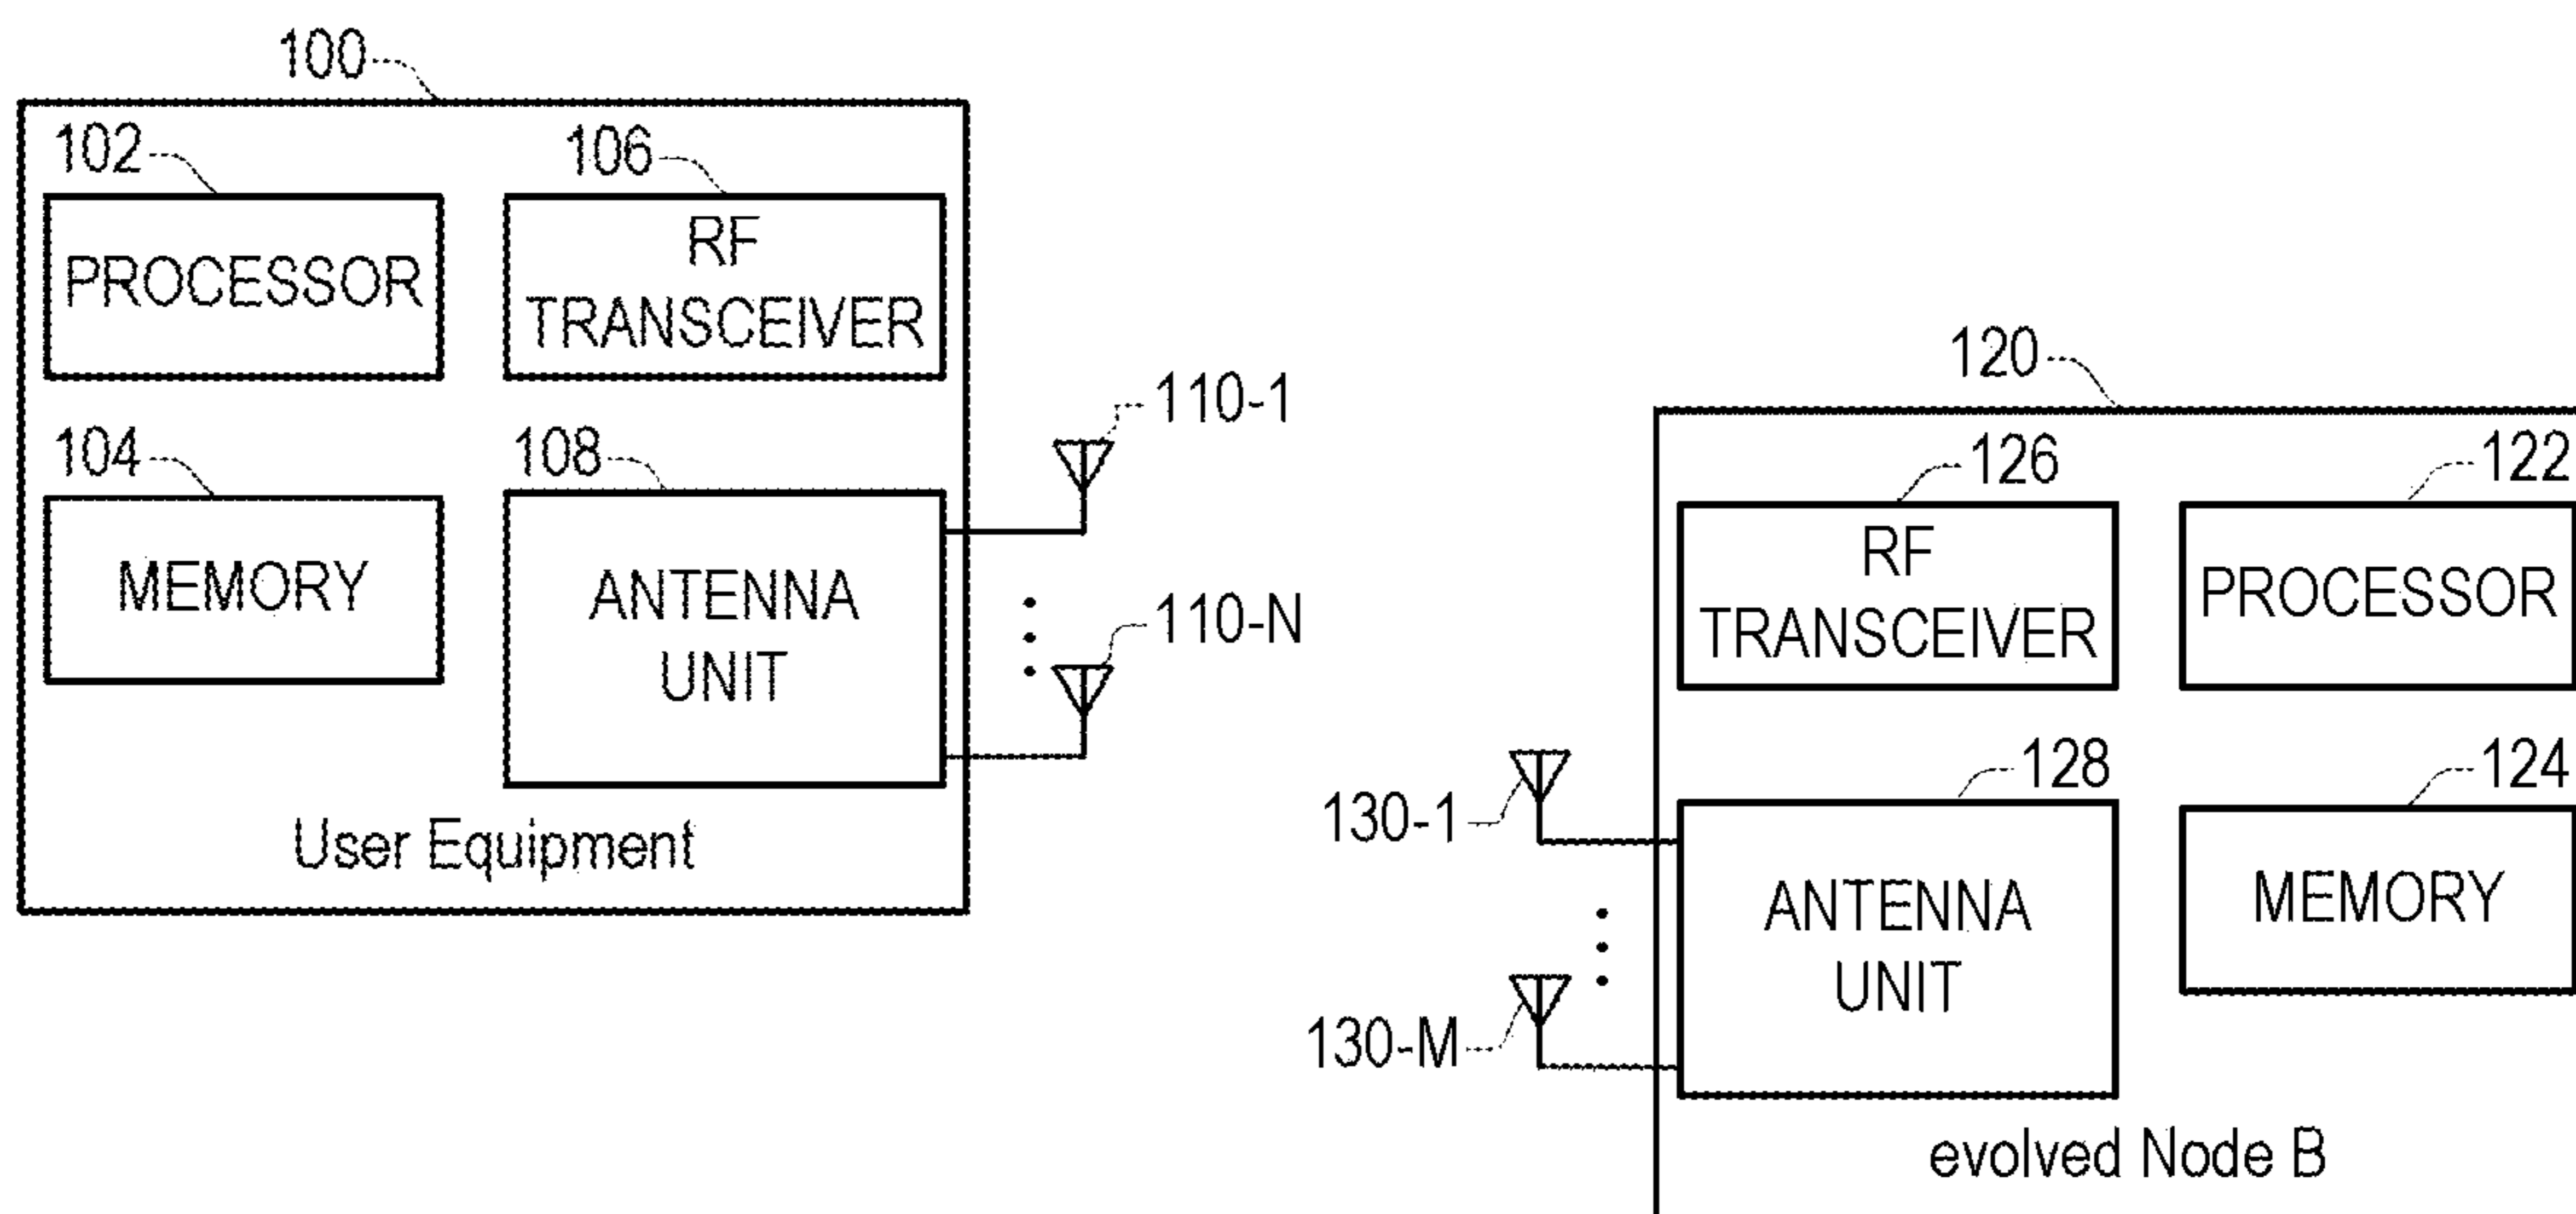 100
102
106
PROCESSOR
RF
TRANSCEIVER
104
108
MEMORY
ANTENNA
UNIT
User Equipment
110-1
110-N
120
126
122
RF
TRANSCEIVER
PROCESSOR
128
124
130-1
130-M
ANTENNA
UNIT
MEMORY
evolved Node B